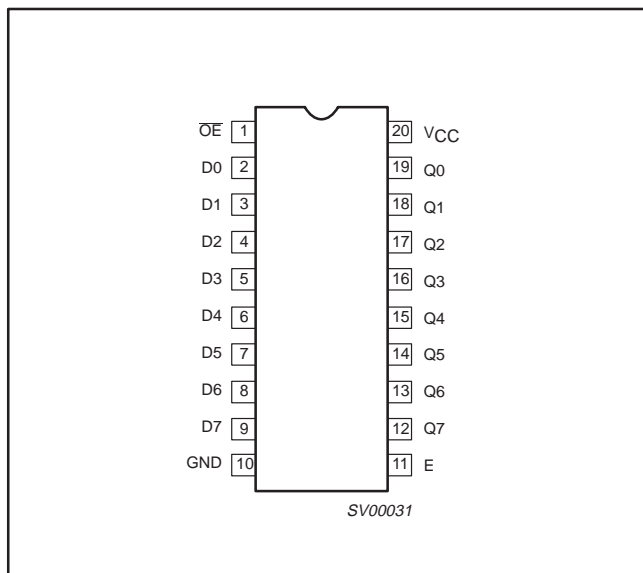 O̅E̅ 1 20 VCC
D0 2 19 Q0
D1 3 18 Q1
D2 4 17 Q2
D3 5 16 Q3
D4 6 15 Q4
D5 7 14 Q5
D6 8 13 Q6
D7 9 12 Q7
GND 10 11 E
SV00031